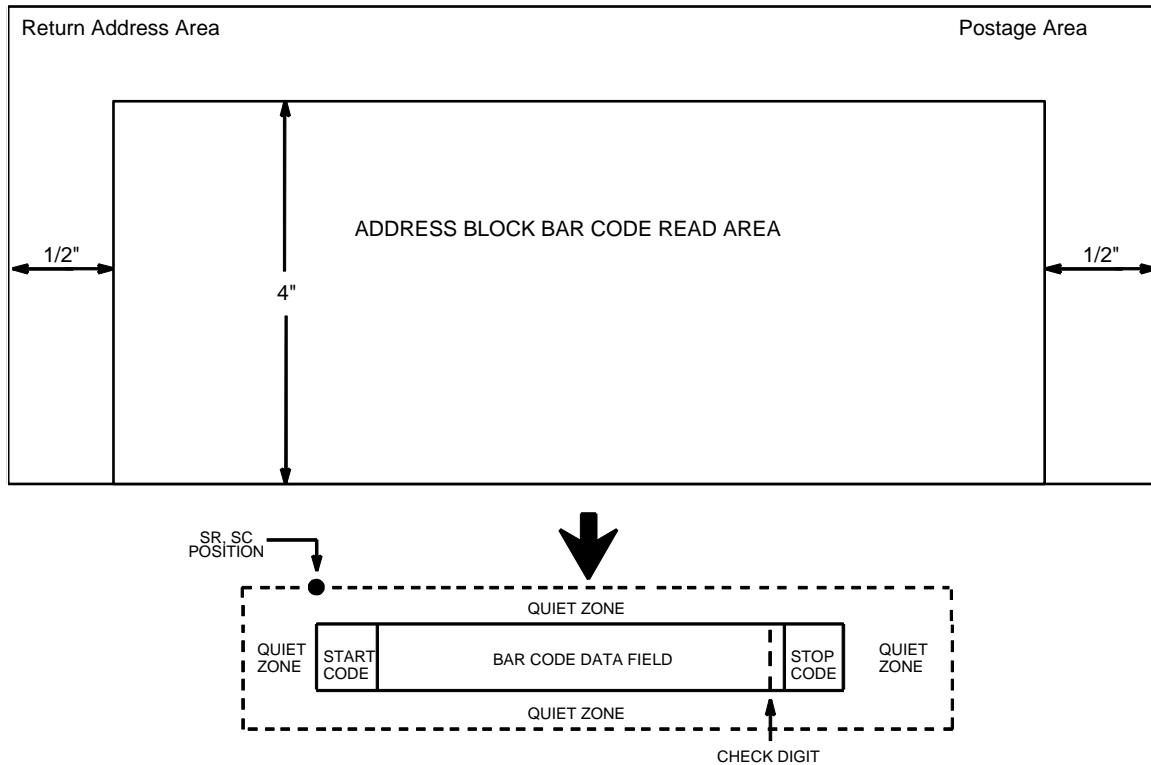 Return Address Area
Postage Area
ADDRESS BLOCK BAR CODE READ AREA
1/2"
1/2"
4"
SR, SC
POSITION
QUIET ZONE
QUIET
ZONE
START
CODE
BAR CODE DATA FIELD
STOP
CODE
QUIET
ZONE
QUIET ZONE
CHECK DIGIT